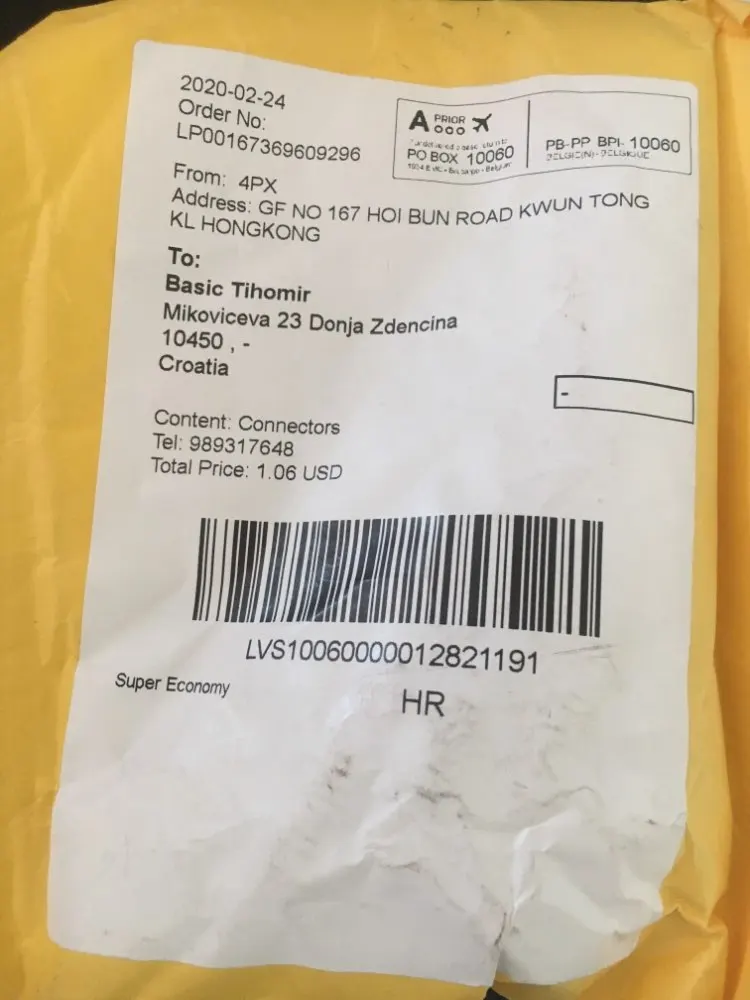 2020-02-24
Order No:
LP00167369609296
A PRIOR
PO BOX 10060
PB-PP BPI- 10060
BELGIE(N) - BELGIQUE
From: 4PX
Address: GF NO 167 HOI BUN ROAD KWUN TONG
KL HONGKONG
To:
Basic Tihomir
Mikoviceva 23 Donja Zdencina
10450 , -
Croatia
-
Content: Connectors
Tel: 989317648
Total Price: 1.06 USD
LVS10060000012821191
Super Economy
HR